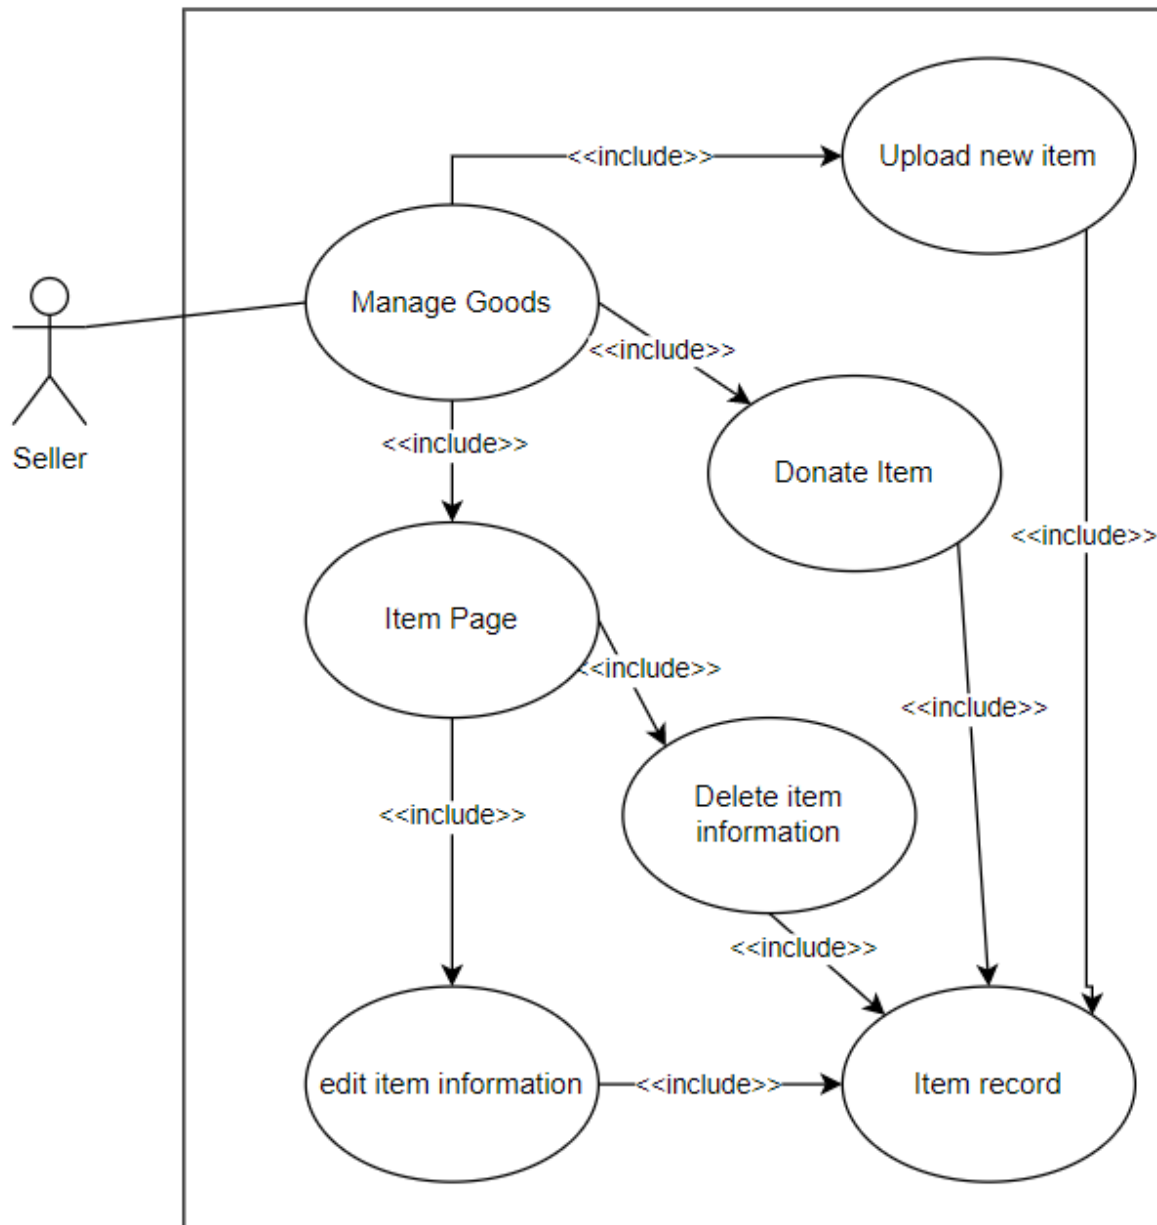 <<include>>
Upload new item
Manage Goods
<<include>>
Seller
<<include>>
Donate Item
<<include>>
Item Page
<<include>>
<<include>>
Delete item
information
<<include>>
<<include>>
edit item information
<<include>>
Item record